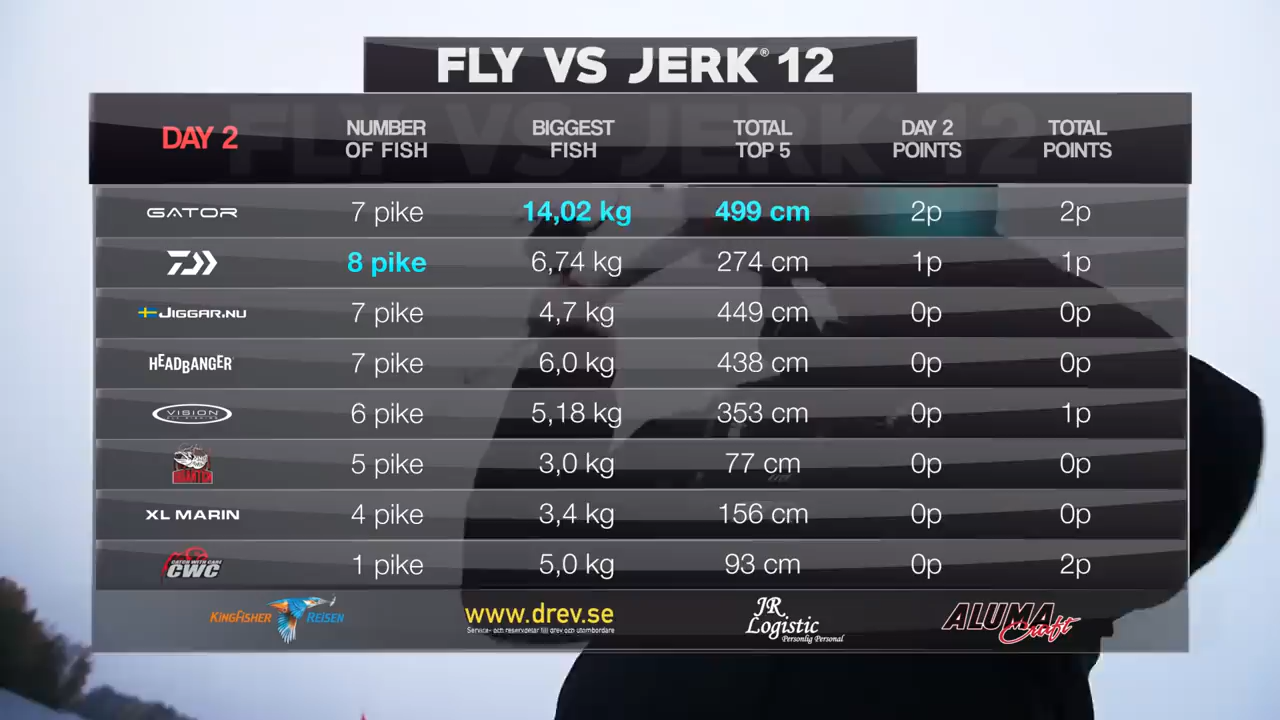 FLY VS JERK® 12
DAY 2 NUMBER OF FISH BIGGEST FISH TOTAL TOP 5 DAY 2 POINTS TOTAL POINTS
GATOR 7 pike 14,02 kg 499 cm 2p 2p
8 pike 6,74 kg 274 cm 1p 1p
JIGGAR.NU 7 pike 4,7 kg 449 cm 0p 0p
HEADBANGER 7 pike 6,0 kg 438 cm 0p 0p
VISION 6 pike 5,18 kg 353 cm 0p 1p
5 pike 3,0 kg 77 cm 0p 0p
XL MARIN 4 pike 3,4 kg 156 cm 0p 0p
CATCH WITH CARE
CWC 1 pike 5,0 kg 93 cm 0p 2p
KINGFISHER REISEN
www.drev.se
Service- och reservdelar till drev och utombordare
JR Logistic
Personlig Personal
ALUMA Craft